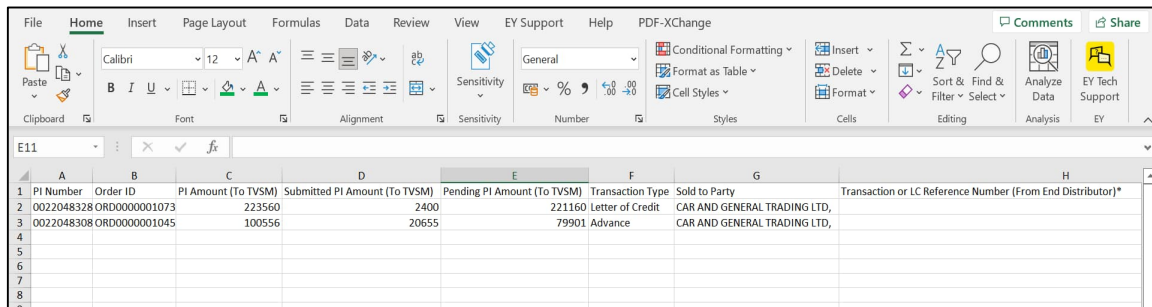 File Home Insert Page Layout Formulas Data Review View EY Support Help PDF-XChange Comments Share
Paste
Calibri 12 A^ Aˇ
B I U A
ab
Sensitivity
General
% 9 .00 .0
Conditional Formatting
Format as Table
Cell Styles
Insert
Delete
Format
Sort & Filter
Find & Select
Analyze Data
EY Tech Support
Clipboard Font Alignment Sensitivity Number Styles Cells Editing Analysis EY
E11 fx
A B C D E F G H
1 PI Number Order ID PI Amount (To TVSM) Submitted PI Amount (To TVSM) Pending PI Amount (To TVSM) Transaction Type Sold to Party Transaction or LC Reference Number (From End Distributor)*
2 0022048328 ORD0000001073 223560 2400 221160 Letter of Credit CAR AND GENERAL TRADING LTD,
3 0022048308 ORD0000001045 100556 20655 79901 Advance CAR AND GENERAL TRADING LTD,
4
5
6
7
8